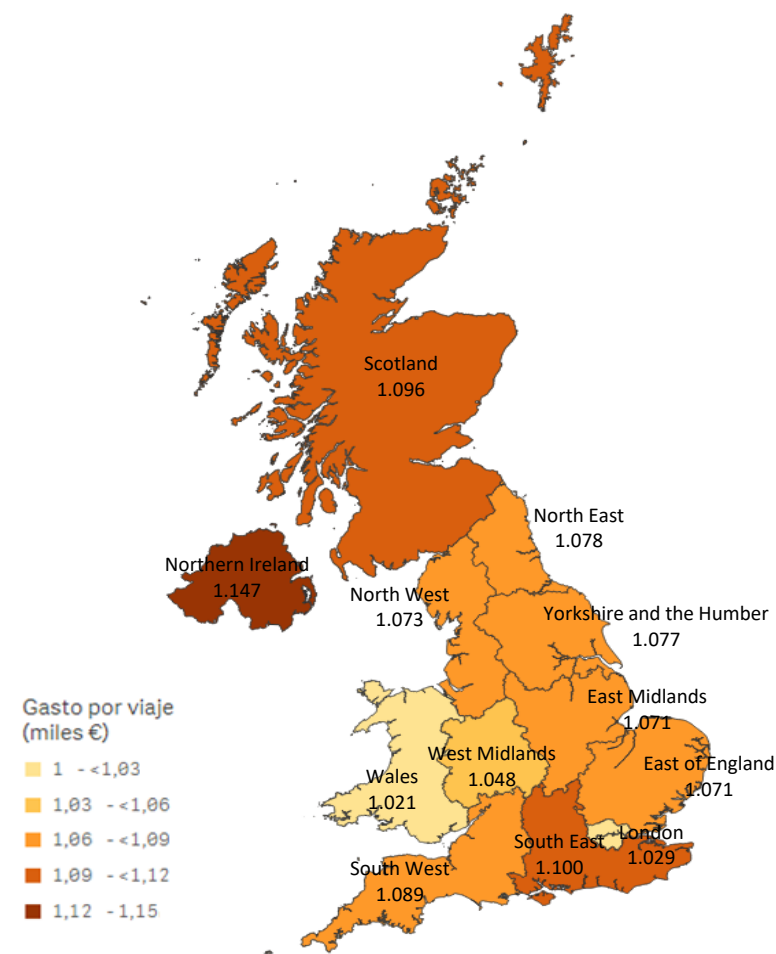 Scotland
1.096
North East
1.078
Northern Ireland
1.147
North West
1.073
Yorkshire and the Humber
1.077
East Midlands
1.071
West Midlands
1.048
East of England
1.071
Wales
1.021
London
1.029
South East
1.100
South West
1.089
Gasto por viaje
(miles €)
1 - <1,03
1,03 - <1,06
1,06 - <1,09
1,09 - <1,12
1,12 - 1,15